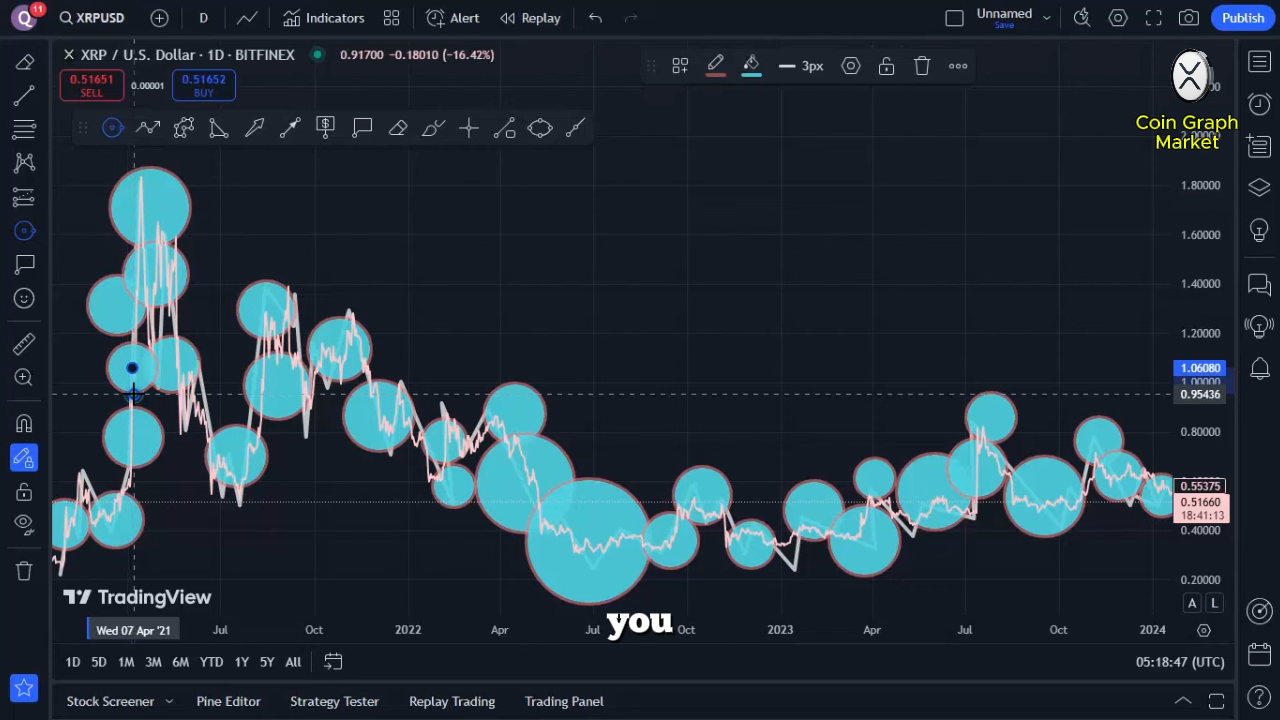 Q 11 XRPUSD D Indicators Alert Replay Unnamed Save Publish
XRP / U.S. Dollar · 1D · BITFINEX 0.91700 −0.18010 (−16.42%)
3px
0.51651 SELL 0.00001 0.51652 BUY
Coin Graph
Market
1.80000
1.60000
1.40000
1.20000
1.06080
0.95436
0.80000
0.55375
0.51660
18:41:13
0.40000
0.20000
TradingView
A L
you
Wed 07 Apr '21 Jul Oct 2022 Apr Jul Oct 2023 Apr Jul Oct 2024
1D 5D 1M 3M 6M YTD 1Y 5Y All 05:18:47 (UTC)
Stock Screener Pine Editor Strategy Tester Replay Trading Trading Panel